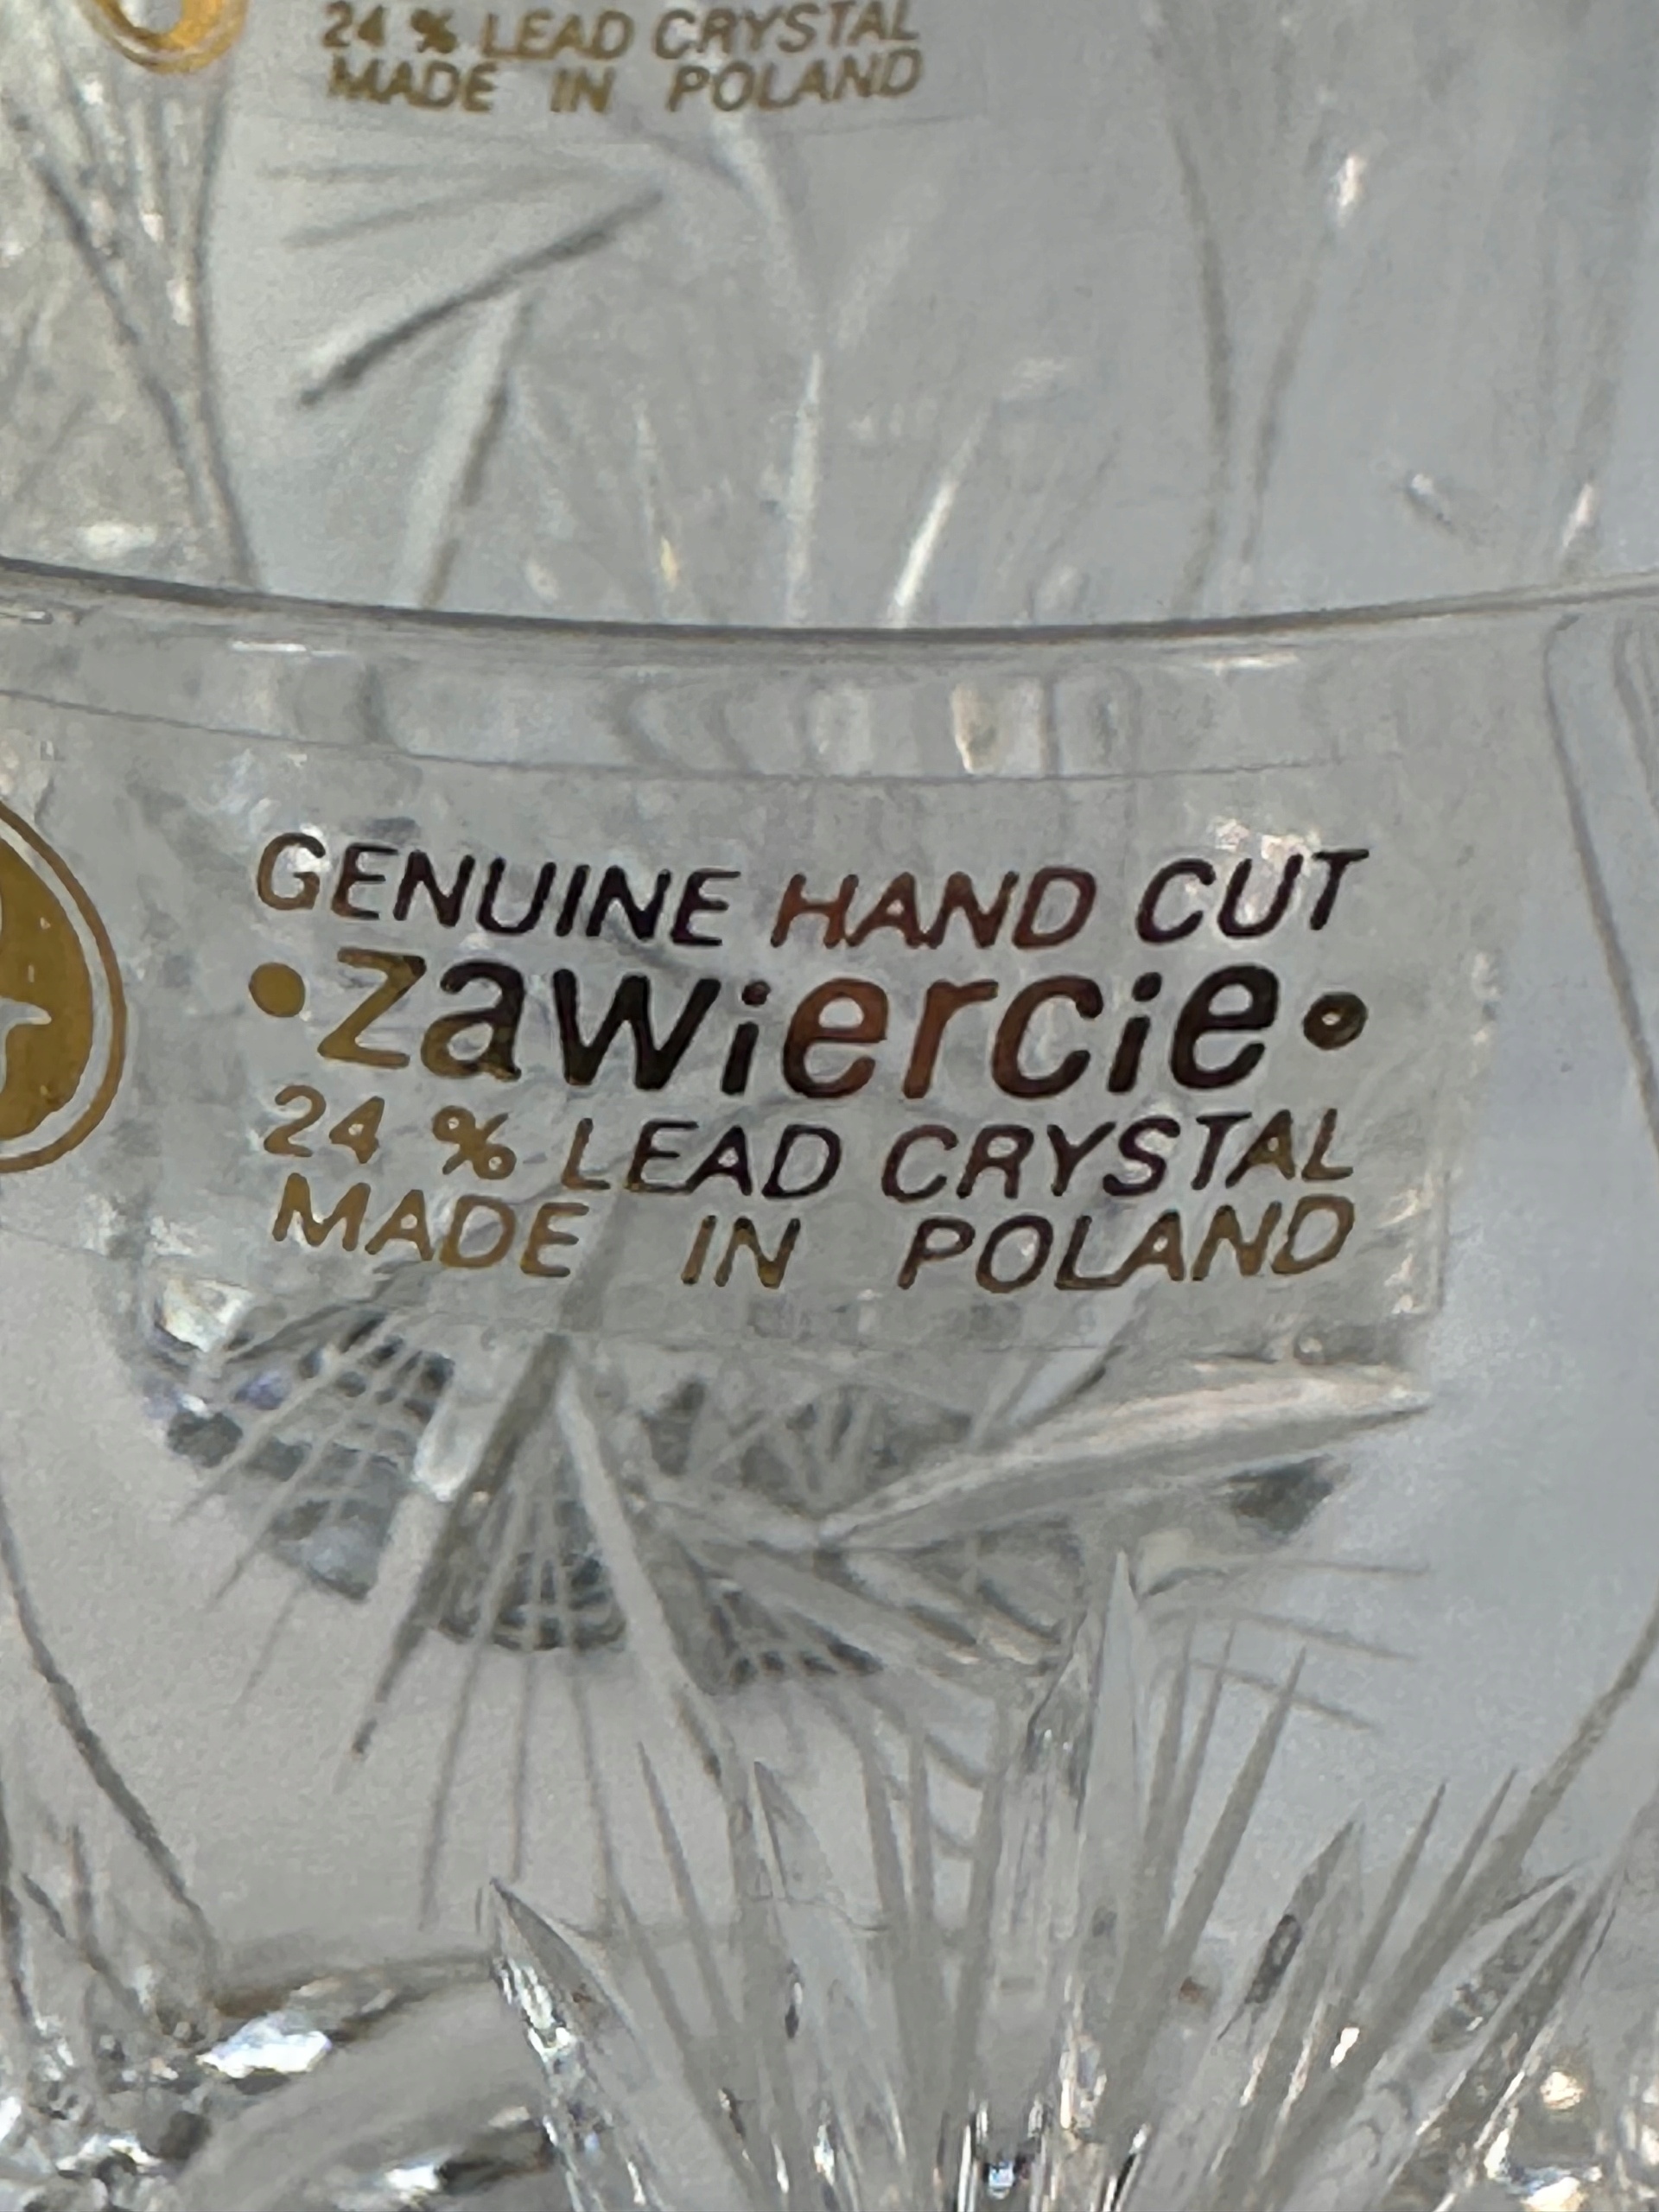 24 % LEAD CRYSTAL
MADE IN POLAND
GENUINE HAND CUT
•zawiercie•
24 % LEAD CRYSTAL
MADE IN POLAND